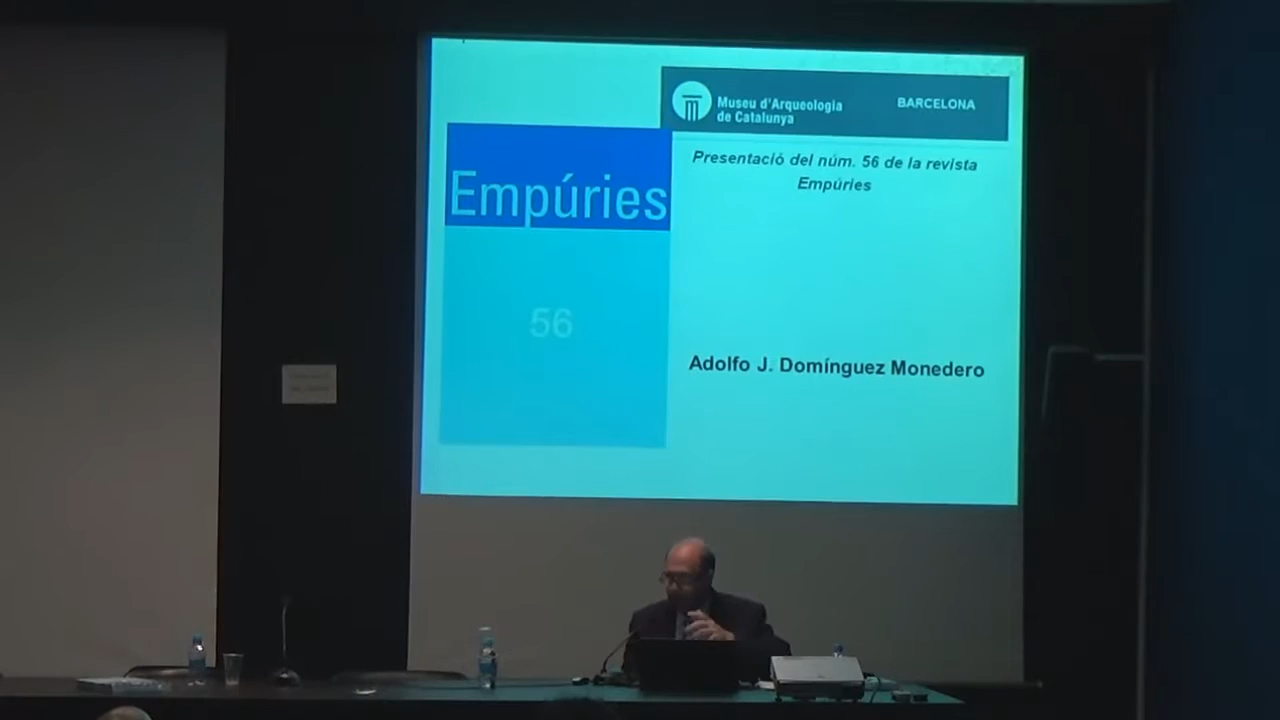 Museu d'Arqueologia
de Catalunya
BARCELONA
Empúries
56
Presentació del núm. 56 de la revista
Empúries
Adolfo J. Domínguez Monedero